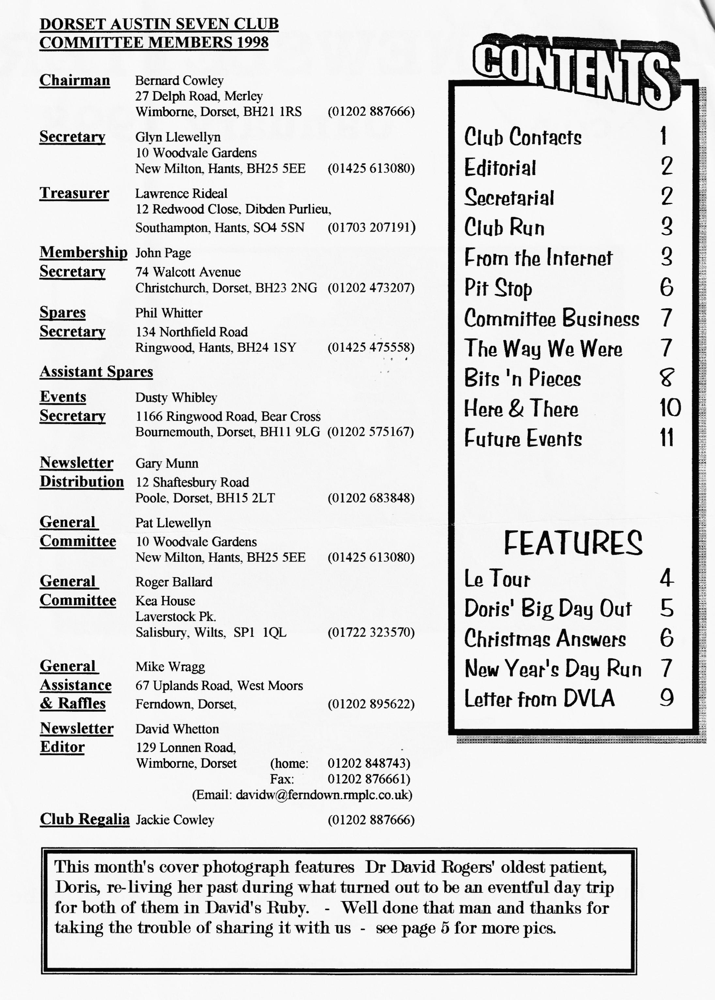 DORSET AUSTIN SEVEN CLUB
COMMITTEE MEMBERS 1998
Chairman Bernard Cowley
27 Delph Road, Merley
Wimborne, Dorset, BH21 1RS (01202 887666)
Secretary Glyn Llewellyn
10 Woodvale Gardens
New Milton, Hants, BH25 5EE (01425 613080)
Treasurer Lawrence Rideal
12 Redwood Close, Dibden Purlieu,
Southampton, Hants, SO4 5SN (01703 207191)
Membership John Page
Secretary 74 Walcott Avenue
Christchurch, Dorset, BH23 2NG (01202 473207)
Spares Phil Whitter
Secretary 134 Northfield Road
Ringwood, Hants, BH24 1SY (01425 475558)
Assistant Spares
Events Dusty Whibley
Secretary 1166 Ringwood Road, Bear Cross
Bournemouth, Dorset, BH11 9LG (01202 575167)
Newsletter Gary Munn
Distribution 12 Shaftesbury Road
Poole, Dorset, BH15 2LT (01202 683848)
General Pat Llewellyn
Committee 10 Woodvale Gardens
New Milton, Hants, BH25 5EE (01425 613080)
General Roger Ballard
Committee Kea House
Laverstock Pk.
Salisbury, Wilts, SP1 1QL (01722 323570)
General Mike Wragg
Assistance 67 Uplands Road, West Moors
& Raffles Ferndown, Dorset, (01202 895622)
Newsletter David Whetton
Editor 129 Lonnen Road,
Wimborne, Dorset (home: 01202 848743)
Fax: 01202 876661)
(Email: davidw@ferndown.rmplc.co.uk)
Club Regalia Jackie Cowley (01202 887666)
CONTENTS
Club Contacts 1
Editorial 2
Secretarial 2
Club Run 3
From the Internet 3
Pit Stop 6
Committee Business 7
The Way We Were 7
Bits 'n Pieces 8
Here & There 10
Future Events 11
FEATURES
Le Tour 4
Doris' Big Day Out 5
Christmas Answers 6
New Year's Day Run 7
Letter from DVLA 9
This month's cover photograph features Dr David Rogers' oldest patient,
Doris, re-living her past during what turned out to be an eventful day trip
for both of them in David's Ruby. - Well done that man and thanks for
taking the trouble of sharing it with us - see page 5 for more pics.